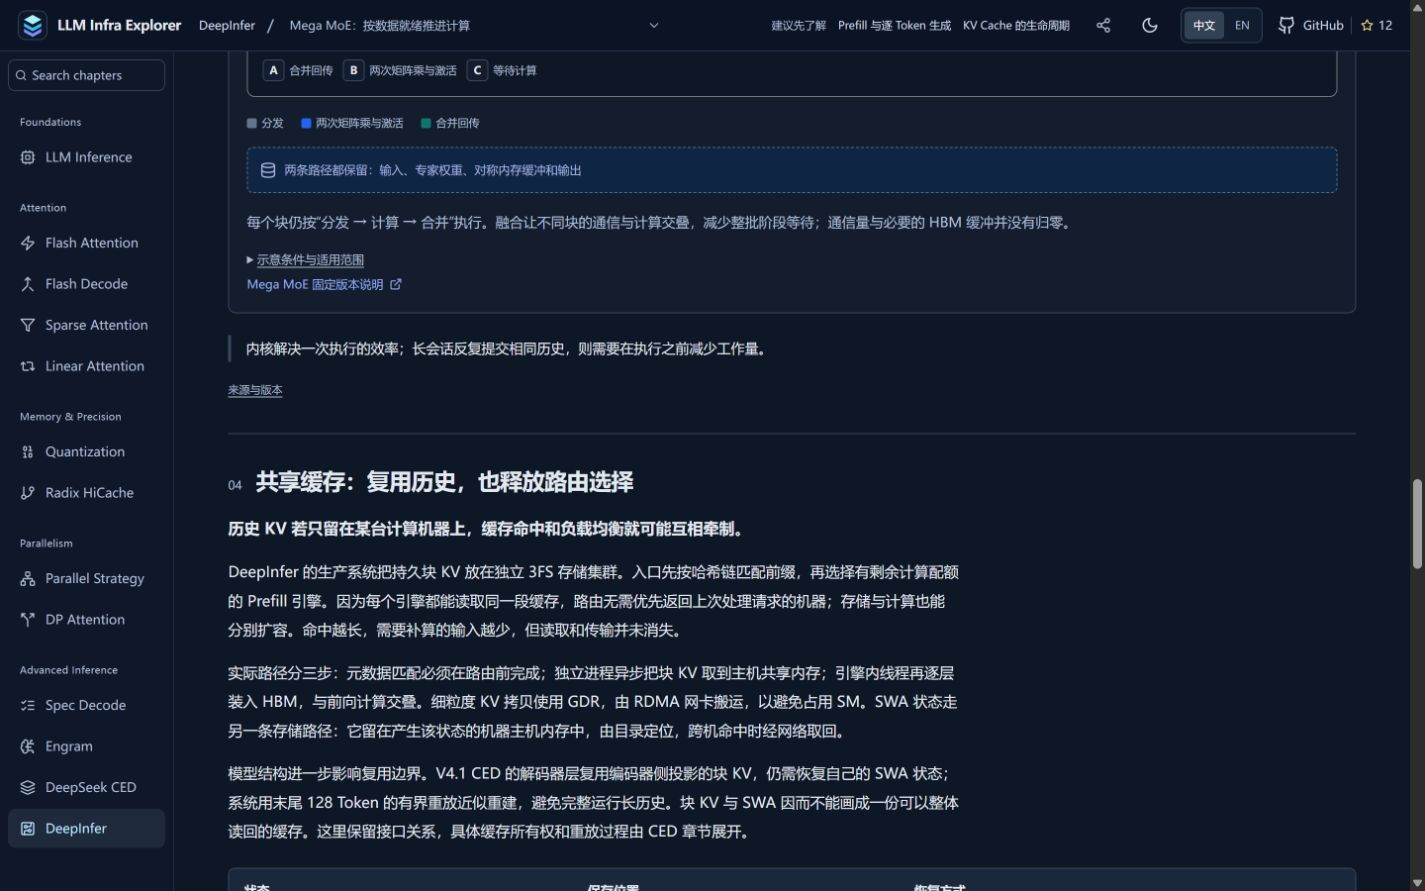 LLM Infra Explorer DeepInfer / Mega MoE：按数据就绪推进计算 建议先了解 Prefill 与逐 Token 生成 KV Cache 的生命周期 中文 EN GitHub 12
Search chapters
Foundations
LLM Inference
Attention
Flash Attention
Flash Decode
Sparse Attention
Linear Attention
Memory & Precision
Quantization
Radix HiCache
Parallelism
Parallel Strategy
DP Attention
Advanced Inference
Spec Decode
Engram
DeepSeek CED
DeepInfer
A 合并回传 B 两次矩阵乘与激活 C 等待计算
分发 两次矩阵乘与激活 合并回传
两条路径都保留：输入、专家权重、对称内存缓冲和输出
每个块仍按“分发 → 计算 → 合并”执行。融合让不同块的通信与计算交叠，减少整批阶段等待；通信量与必要的 HBM 缓冲并没有归零。
示意条件与适用范围
Mega MoE 固定版本说明
内核解决一次执行的效率；长会话反复提交相同历史，则需要在执行之前减少工作量。
来源与版本
04 共享缓存：复用历史，也释放路由选择
历史 KV 若只留在某台计算机器上，缓存命中和负载均衡就可能互相牵制。
DeepInfer 的生产系统把持久块 KV 放在独立 3FS 存储集群。入口先按哈希链匹配前缀，再选择有剩余计算配额
的 Prefill 引擎。因为每个引擎都能读取同一段缓存，路由无需优先返回上次处理请求的机器；存储与计算也能
分别扩容。命中越长，需要补算的输入越少，但读取和传输并未消失。
实际路径分三步：元数据匹配必须在路由前完成；独立进程异步把块 KV 取到主机共享内存；引擎内线程再逐层
装入 HBM，与前向计算交叠。细粒度 KV 拷贝使用 GDR，由 RDMA 网卡搬运，以避免占用 SM。SWA 状态走
另一条存储路径：它留在产生该状态的机器主机内存中，由目录定位，跨机命中时经网络取回。
模型结构进一步影响复用边界。V4.1 CED 的解码器层复用编码器侧投影的块 KV，仍需恢复自己的 SWA 状态；
系统用末尾 128 Token 的有界重放近似重建，避免完整运行长历史。块 KV 与 SWA 因而不能画成一份可以整体
读回的缓存。这里保留接口关系，具体缓存所有权和重放过程由 CED 章节展开。
状态 保存位置 恢复方式